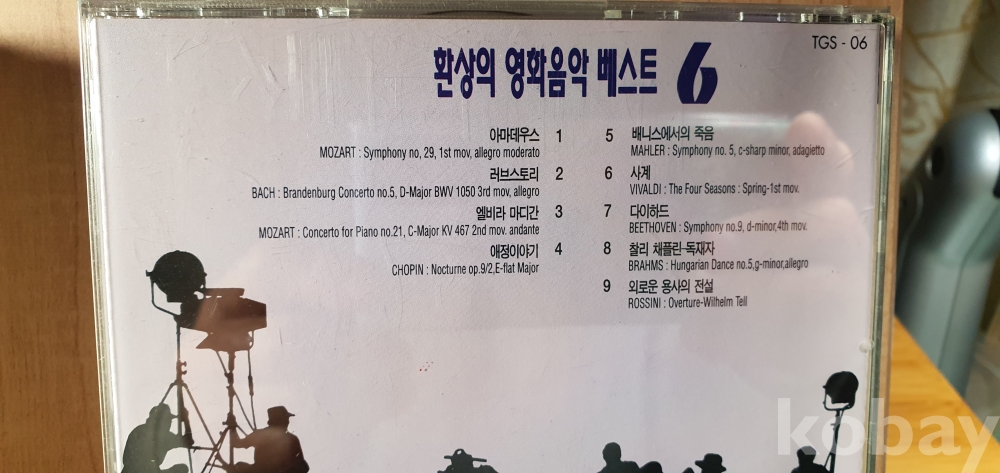 TGS - 06
환상의 영화음악 베스트 6
아마데우스 1
MOZART : Symphony no, 29, 1st mov, allegro moderato
러브스토리 2
BACH : Brandenburg Concerto no.5, D-Major BWV 1050 3rd mov, allegro
엘비라 마디간 3
MOZART : Concerto for Piano no.21, C-Major KV 467 2nd mov. andante
애정이야기 4
CHOPIN : Nocturne op.9/2,E-flat Major
5 배니스에서의 죽음
MAHLER : Symphony no. 5, c-sharp minor, adagietto
6 사계
VIVALDI : The Four Seasons : Spring-1st mov.
7 다이하드
BEETHOVEN : Symphony no.9, d-minor,4th mov.
8 찰리 채플린-독재자
BRAHMS : Hungarian Dance no.5,g-minor,allegro
9 외로운 용사의 전설
ROSSINI : Overture-Wilhelm Tell
kobay